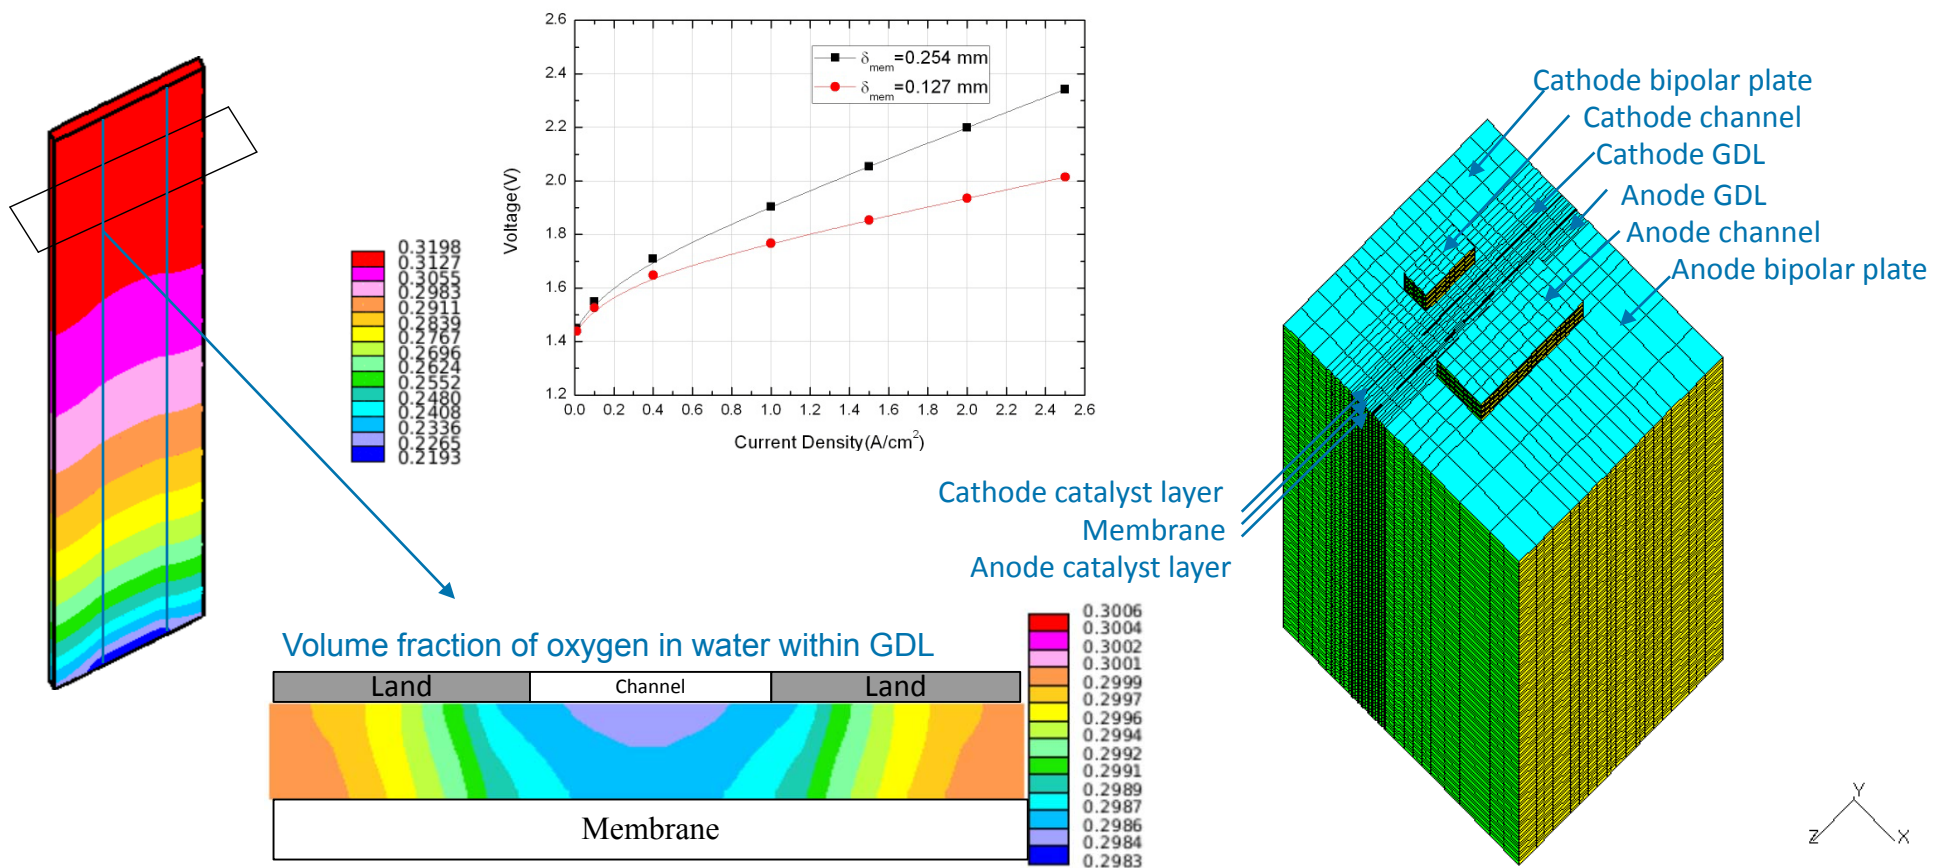 2.6
2.4
2.2
2.0
1.8
1.6
1.4
1.2
0.0 0.2 0.4 0.6 0.8 1.0 1.2 1.4 1.6 1.8 2.0 2.2 2.4 2.6
Voltage(V)
Current Density(A/cm²)
δmem=0.254 mm
δmem=0.127 mm
0.3198
0.3127
0.3055
0.2983
0.2911
0.2839
0.2767
0.2696
0.2624
0.2552
0.2480
0.2408
0.2336
0.2265
0.2193
Cathode bipolar plate
Cathode channel
Cathode GDL
Anode GDL
Anode channel
Anode bipolar plate
Cathode catalyst layer
Membrane
Anode catalyst layer
Volume fraction of oxygen in water within GDL
Land Channel Land
Membrane
0.3006
0.3004
0.3002
0.3001
0.2999
0.2997
0.2996
0.2994
0.2992
0.2991
0.2989
0.2987
0.2986
0.2984
0.2983
Y
Z X